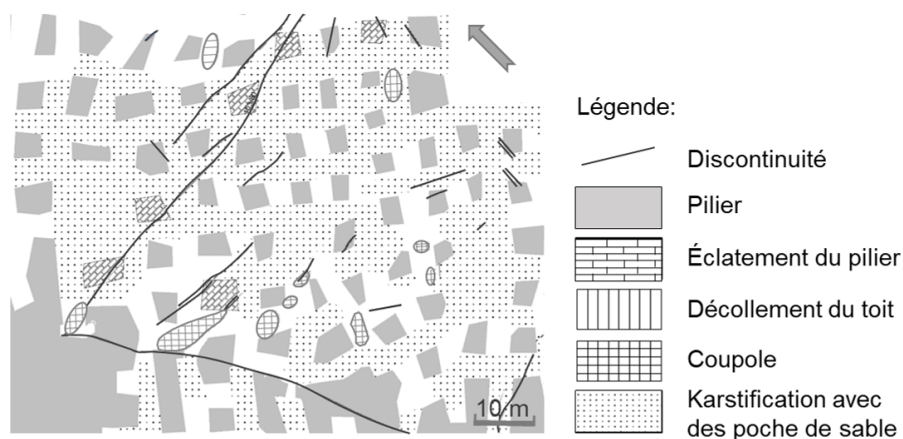 Légende:
Discontinuité
Pilier
Éclatement du pilier
Décollement du toit
Coupole
Karstification avec
des poche de sable
10 m